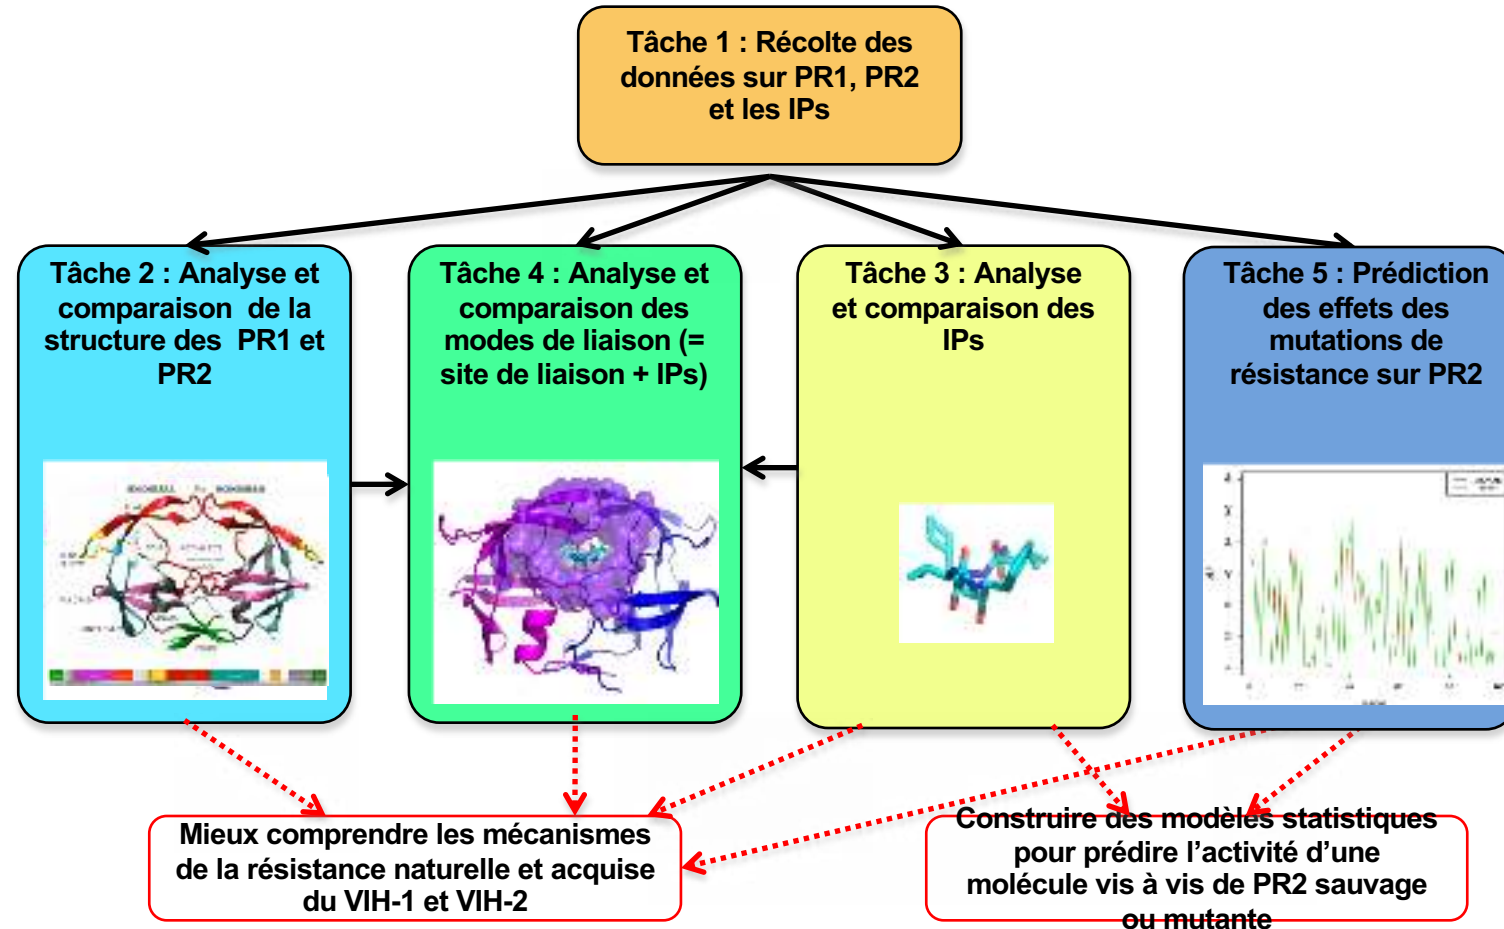 Tâche 1 : Récolte des
données sur PR1, PR2
et les IPs
Tâche 2 : Analyse et
comparaison de la
structure des PR1 et
PR2
Tâche 4 : Analyse et
comparaison des
modes de liaison (=
site de liaison + IPs)
Tâche 3 : Analyse
et comparaison des
IPs
Tâche 5 : Prédiction
des effets des
mutations de
résistance sur PR2
Mieux comprendre les mécanismes
de la résistance naturelle et acquise
du VIH-1 et VIH-2
Construire des modèles statistiques
pour prédire l’activité d’une
molécule vis à vis de PR2 sauvage
ou mutante